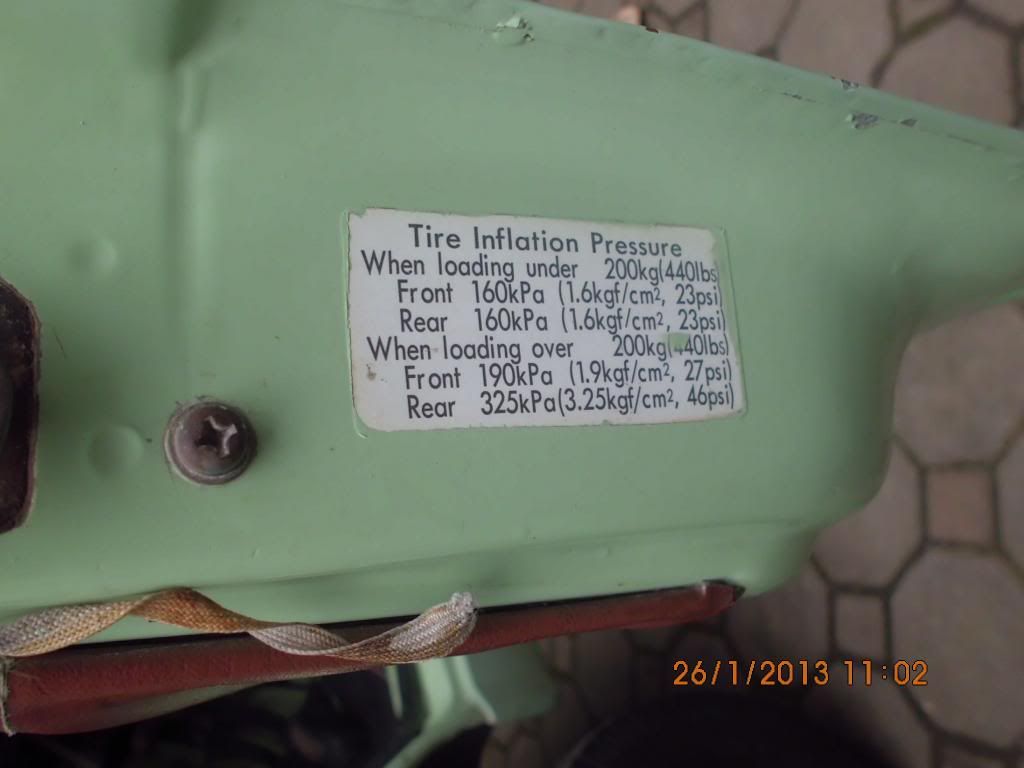 Tire Inflation Pressure
When loading under 200kg(440lbs
Front 160kPa (1.6kgf/cm², 23psi)
Rear 160kPa (1.6kgf/cm², 23psi)
When loading over 200kg(440lbs)
Front 190kPa (1.9kgf/cm², 27psi)
Rear 325kPa(3.25kgf/cm², 46psi)
26/1/2013 11:02